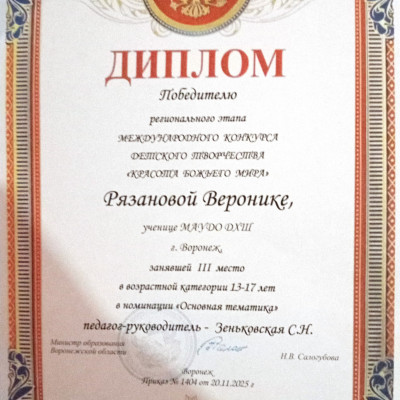 ДИПЛОМ
Победителю
регионального этапа
МЕЖДУНАРОДНОГО КОНКУРСА
ДЕТСКОГО ТВОРЧЕСТВА
«КРАСОТА БОЖЬЕГО МИРА»
Рязановой Веронике,
ученице МАУДО ДХШ
г. Воронеж,
занявшей III место
в возрастной категории 13-17 лет
в номинации «Основная тематика»
педагог-руководитель - Зеньковская С.Н.
Министр образования
Воронежской области
Н.В. Салогубова
Воронеж
Приказ № 1404 от 20.11.2025 г